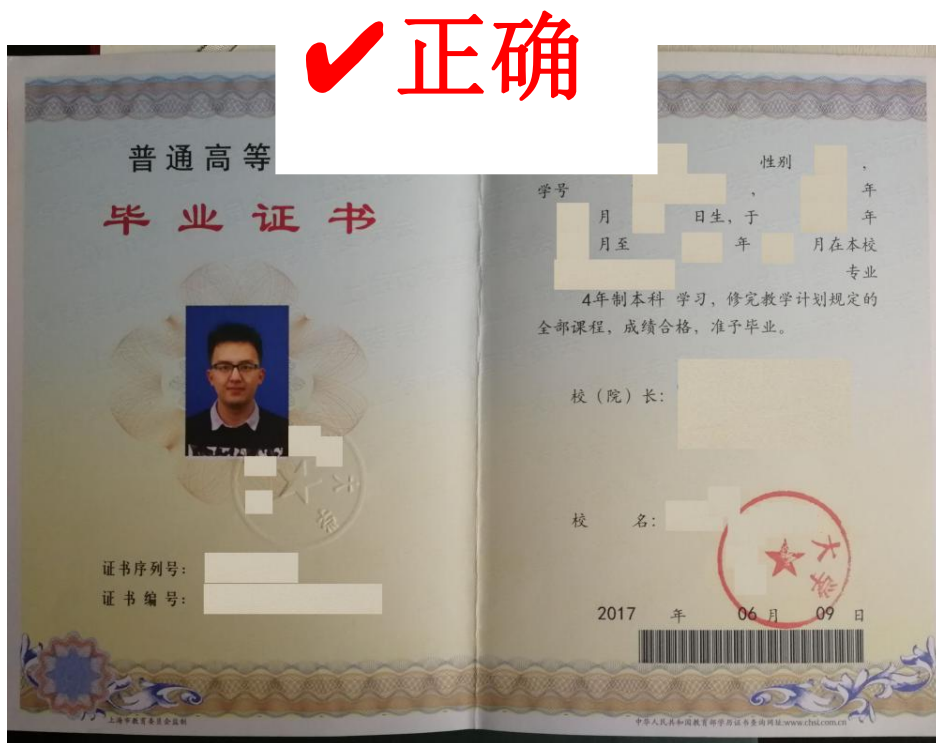 ✔正确
普通高等
毕业证书
大学
证书序列号：
证书编号：
上海市教育委员会监制
性别 ，
学号 ， 年
月 日生，于 年
月至 年 月在本校
专业
4年制本科 学习，修完教学计划规定的
全部课程，成绩合格，准予毕业。
校（院）长：
校 名：
大学
2017 年 06 月 09 日
中华人民共和国教育部学历证书查询网址:www.chsi.com.cn